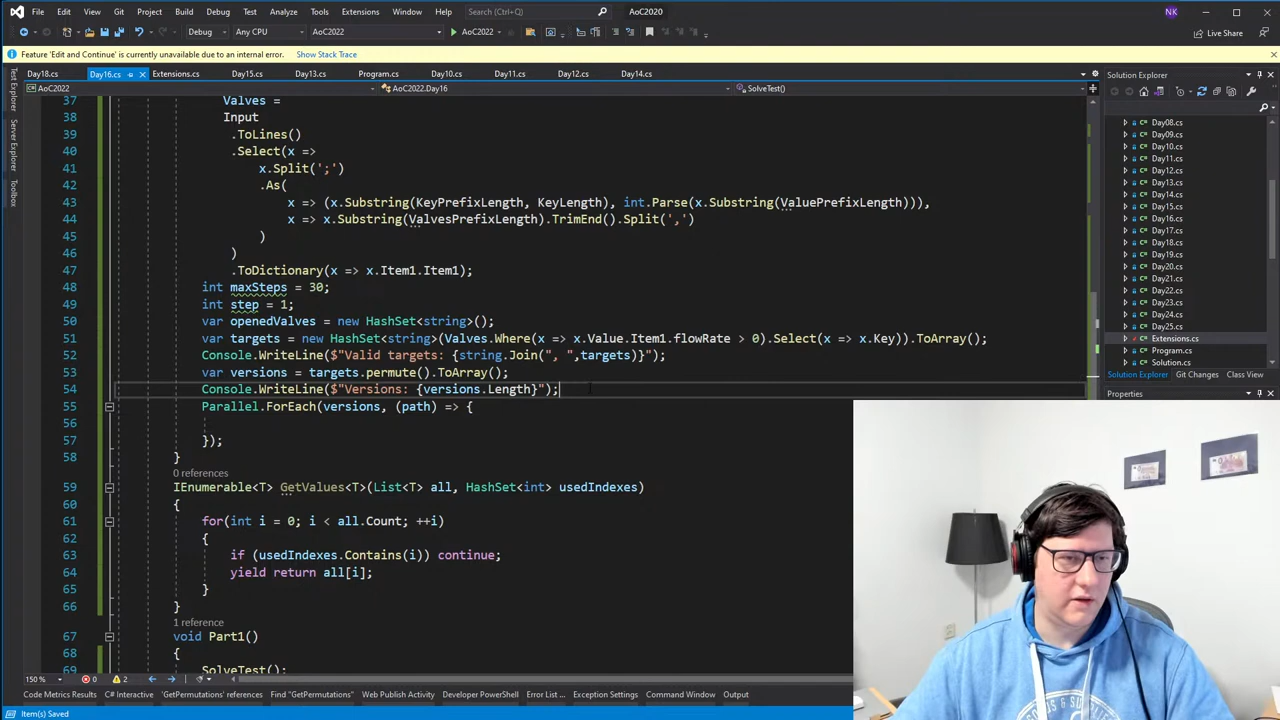 File Edit View Git Project Build Debug Test Analyze Tools Extensions Window Help Search (Ctrl+Q) AoC2020 NK
Debug Any CPU AoC2022 AoC2022 Live Share
Feature 'Edit and Continue' is currently unavailable due to an internal error. Show Stack Trace
Day18.cs Day16.cs Extensions.cs Day15.cs Day13.cs Program.cs Day10.cs Day11.cs Day12.cs Day14.cs Solution Explorer
AoC2022 AoC2022.Day16 SolveTest()
Test Explorer
Server Explorer
Toolbox
37 Valves =
38 Input
39 .ToLines()
40 .Select(x =>
41 x.Split(';')
42 .As(
43 x => (x.Substring(KeyPrefixLength, KeyLength), int.Parse(x.Substring(ValuePrefixLength))),
44 x => x.Substring(ValvesPrefixLength).TrimEnd().Split(',')
45 )
46 )
47 .ToDictionary(x => x.Item1.Item1);
48 int maxSteps = 30;
49 int step = 1;
50 var openedValves = new HashSet<string>();
51 var targets = new HashSet<string>(Valves.Where(x => x.Value.Item1.flowRate > 0).Select(x => x.Key)).ToArray();
52 Console.WriteLine($"Valid targets: {string.Join(", ",targets)}");
53 var versions = targets.permute().ToArray();
54 Console.WriteLine($"Versions: {versions.Length}");
55 Parallel.ForEach(versions, (path) => {
56
57 });
58 }
0 references
59 IEnumerable<T> GetValues<T>(List<T> all, HashSet<int> usedIndexes)
60 {
61 for(int i = 0; i < all.Count; ++i)
62 {
63 if (usedIndexes.Contains(i)) continue;
64 yield return all[i];
65 }
66 }
1 reference
67 void Part1()
68 {
69 SolveTest();
Day08.cs
Day09.cs
Day10.cs
Day11.cs
Day12.cs
Day13.cs
Day14.cs
Day15.cs
Day16.cs
Day17.cs
Day18.cs
Day19.cs
Day20.cs
Day21.cs
Day22.cs
Day23.cs
Day24.cs
Day25.cs
Extensions.cs
Program.cs
Solution.cs
Solution Explorer Git Changes Class View
Properties
150 % 0 2
Code Metrics Results C# Interactive 'GetPermutations' references Find "GetPermutations" Web Publish Activity Developer PowerShell Error List ... Exception Settings Command Window Output
Item(s) Saved